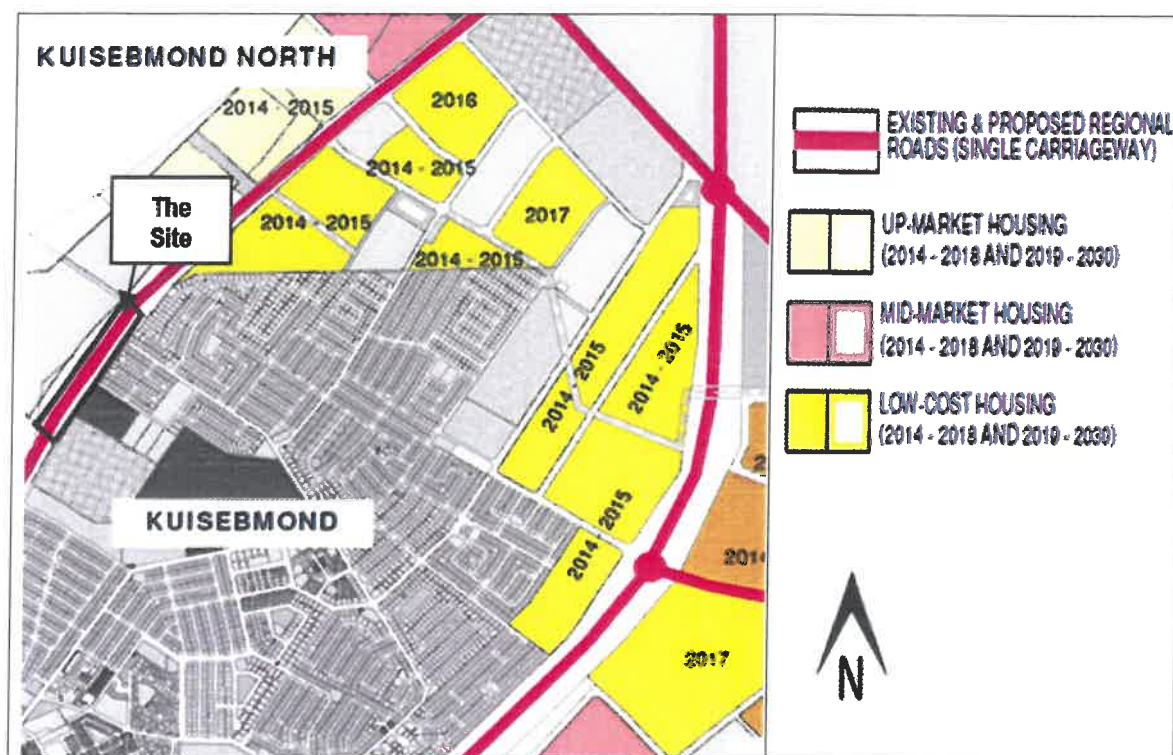 KUISEBMOND NORTH
2014 - 2015
2016
2014 - 2015
The
Site
2014 - 2015
2017
2014 - 2015
2014 - 2015
2014 - 2015
2014 - 2015
2014 - 2015
KUISEBMOND
2014
2017
EXISTING & PROPOSED REGIONAL
ROADS (SINGLE CARRIAGEWAY)
UP-MARKET HOUSING
(2014 - 2018 AND 2019 - 2030)
MID-MARKET HOUSING
(2014 - 2018 AND 2019 - 2030)
LOW-COST HOUSING
(2014 - 2018 AND 2019 - 2030)
N